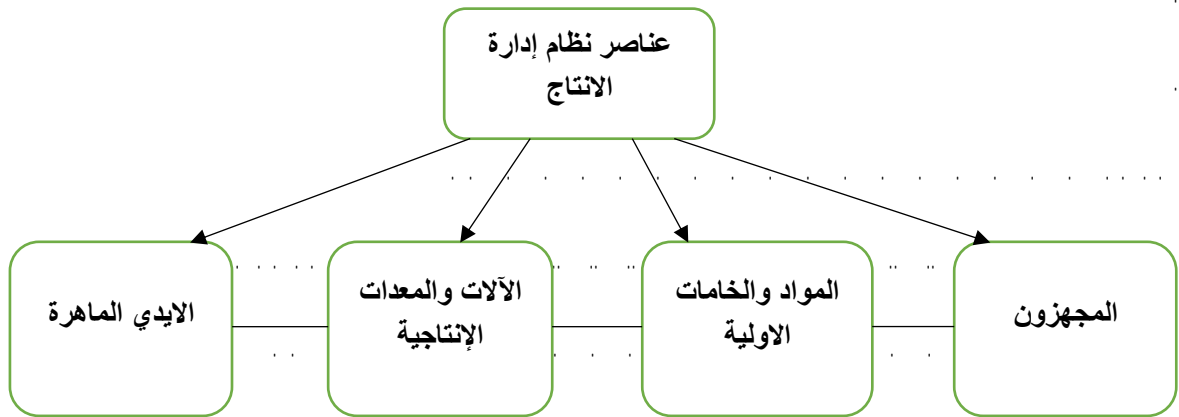 عناصر نظام إدارة
الانتاج
المجهزون
المواد والخامات
الاولية
الآلات والمعدات
الإنتاجية
الايدي الماهرة